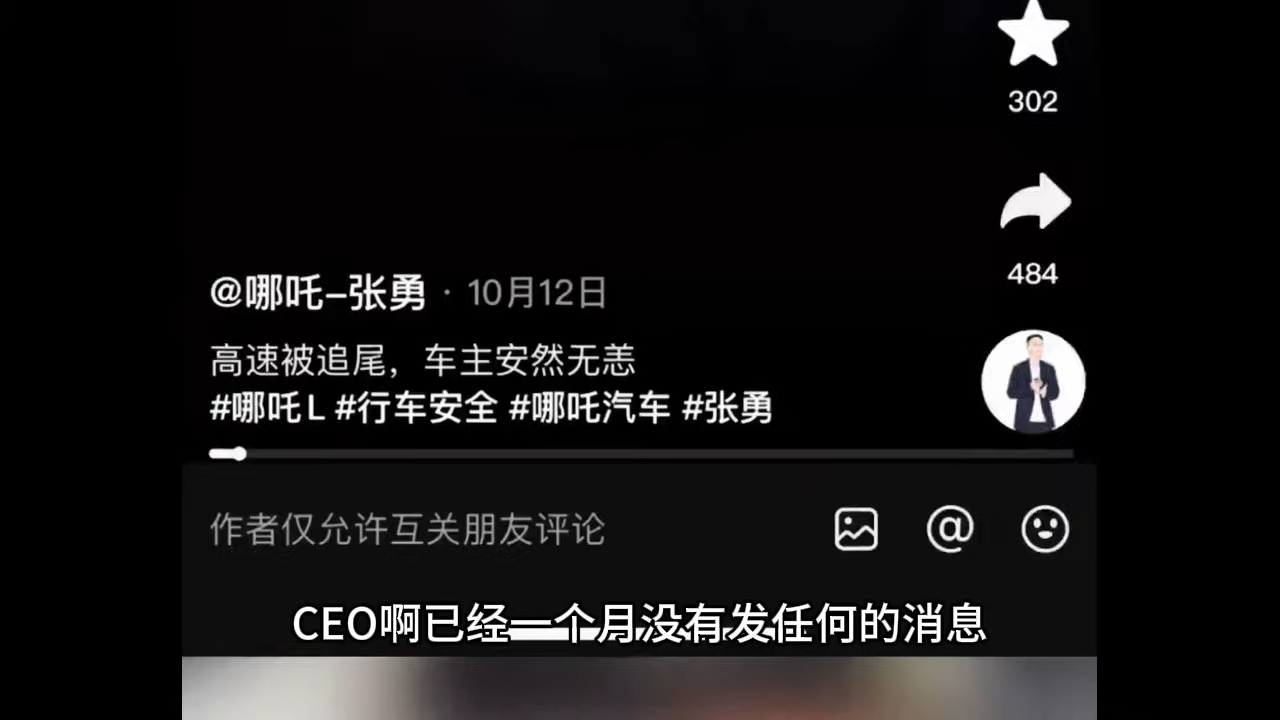 302
484
@哪吒-张勇 · 10月12日
高速被追尾，车主安然无恙
#哪吒L #行车安全 #哪吒汽车 #张勇
作者仅允许互关朋友评论
CEO啊已经一个月没有发任何的消息